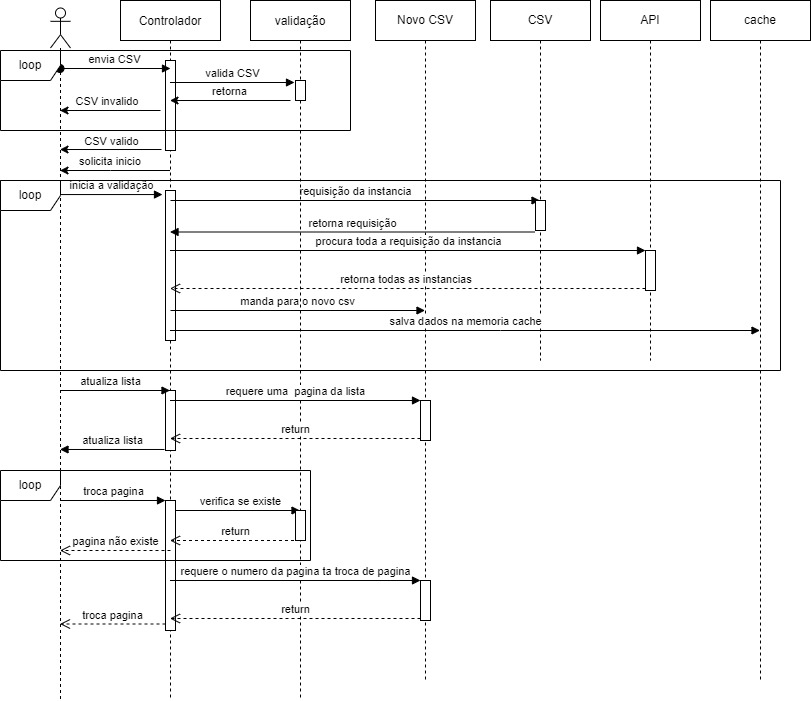 Controlador
validação
Novo CSV
CSV
API
cache
loop
envia CSV
valida CSV
retorna
CSV invalido
CSV valido
solicita inicio
loop
inicia a validação
requisição da instancia
retorna requisição
procura toda a requisição da instancia
retorna todas as instancias
manda para o novo csv
salva dados na memoria cache
atualiza lista
requere uma pagina da lista
return
atualiza lista
loop
troca pagina
verifica se existe
return
pagina não existe
requere o numero da pagina ta troca de pagina
return
troca pagina